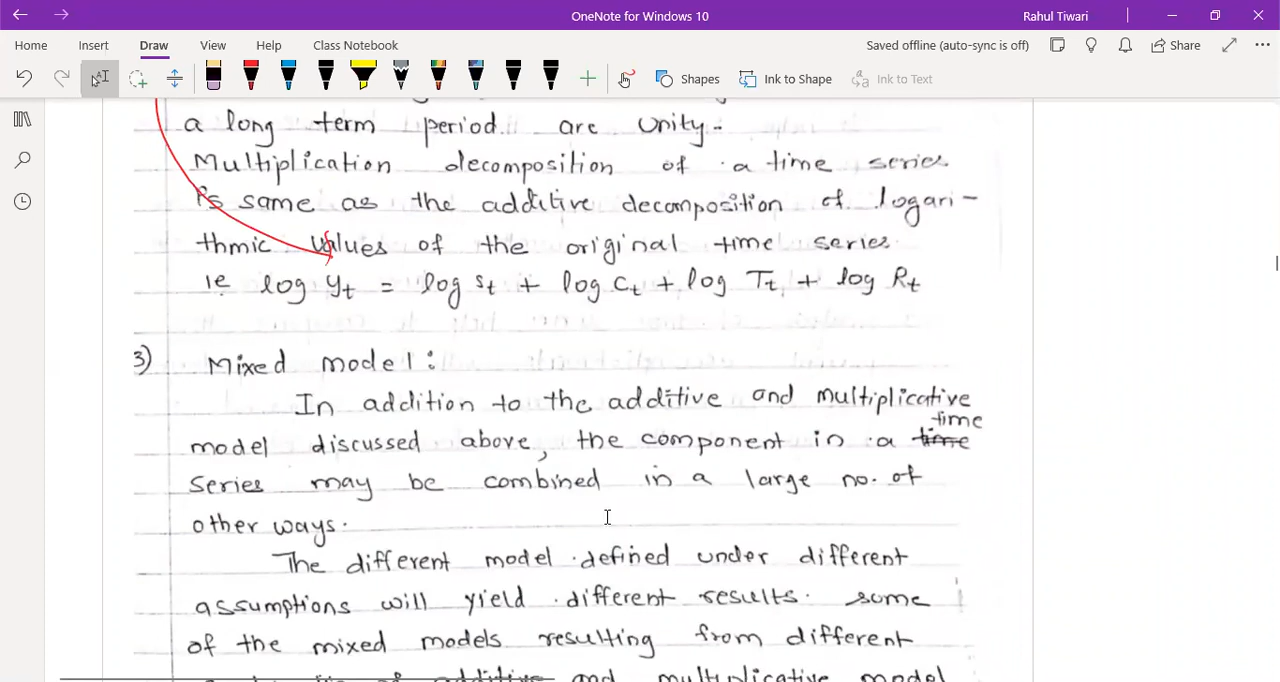 OneNote for Windows 10
Rahul Tiwari
Home Insert Draw View Help Class Notebook
Saved offline (auto-sync is off) Share
Shapes Ink to Shape Ink to Text
a long term period are unity.
Multiplication decomposition of a time series
is same as the additive decomposition of logari-
thmic values of the original time series.
ie log yt = log st + log Ct + log Tt + log Rt
3) Mixed model:
In addition to the additive and multiplicative
time
model discussed above, the component in a time
series may be combined in a large no. of
other ways.
The different model defined under different
assumptions will yield different results. some
of the mixed models resulting from different
of additive and multiplicative model